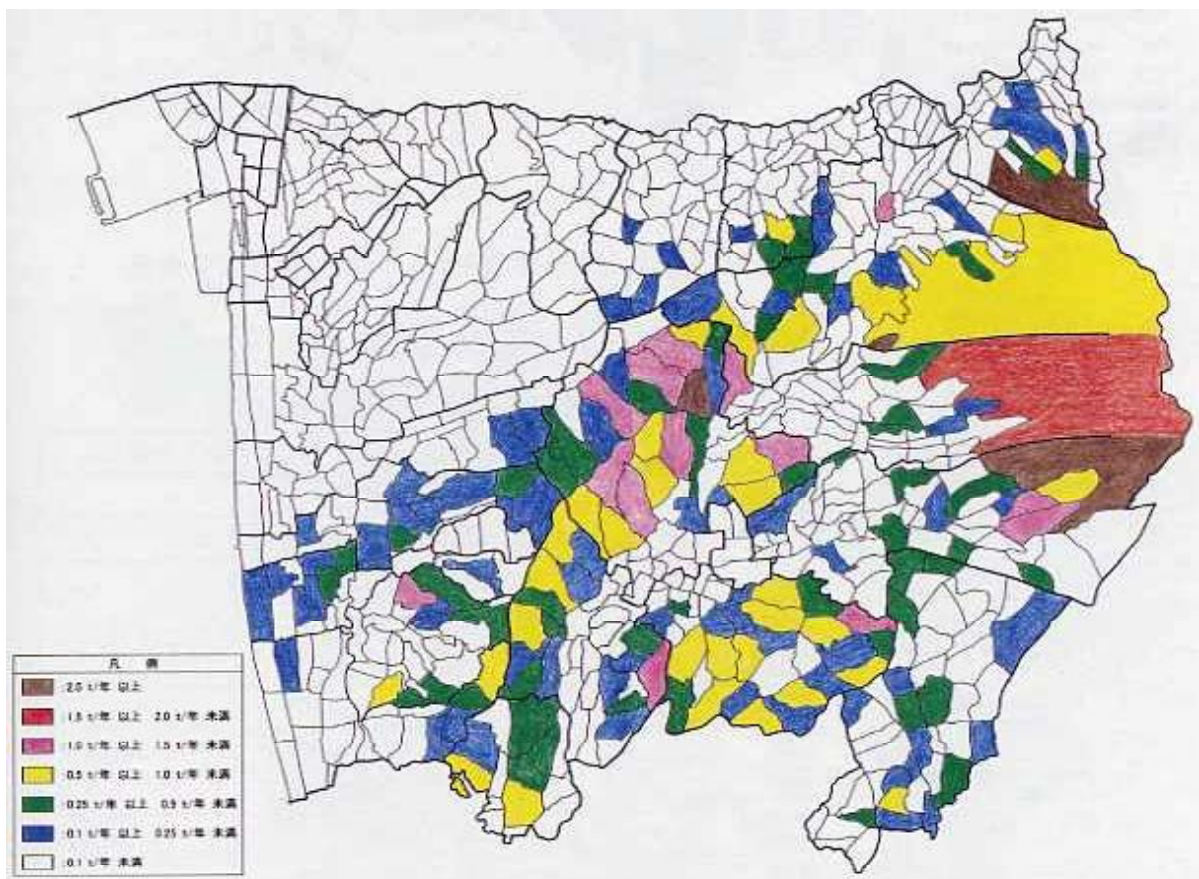 凡例
2.0 t/年 以上
1.5 t/年 以上 2.0 t/年 未満
1.0 t/年 以上 1.5 t/年 未満
0.5 t/年 以上 1.0 t/年 未満
0.25 t/年 以上 0.5 t/年 未満
0.1 t/年 以上 0.25 t/年 未満
0.1 t/年 未満